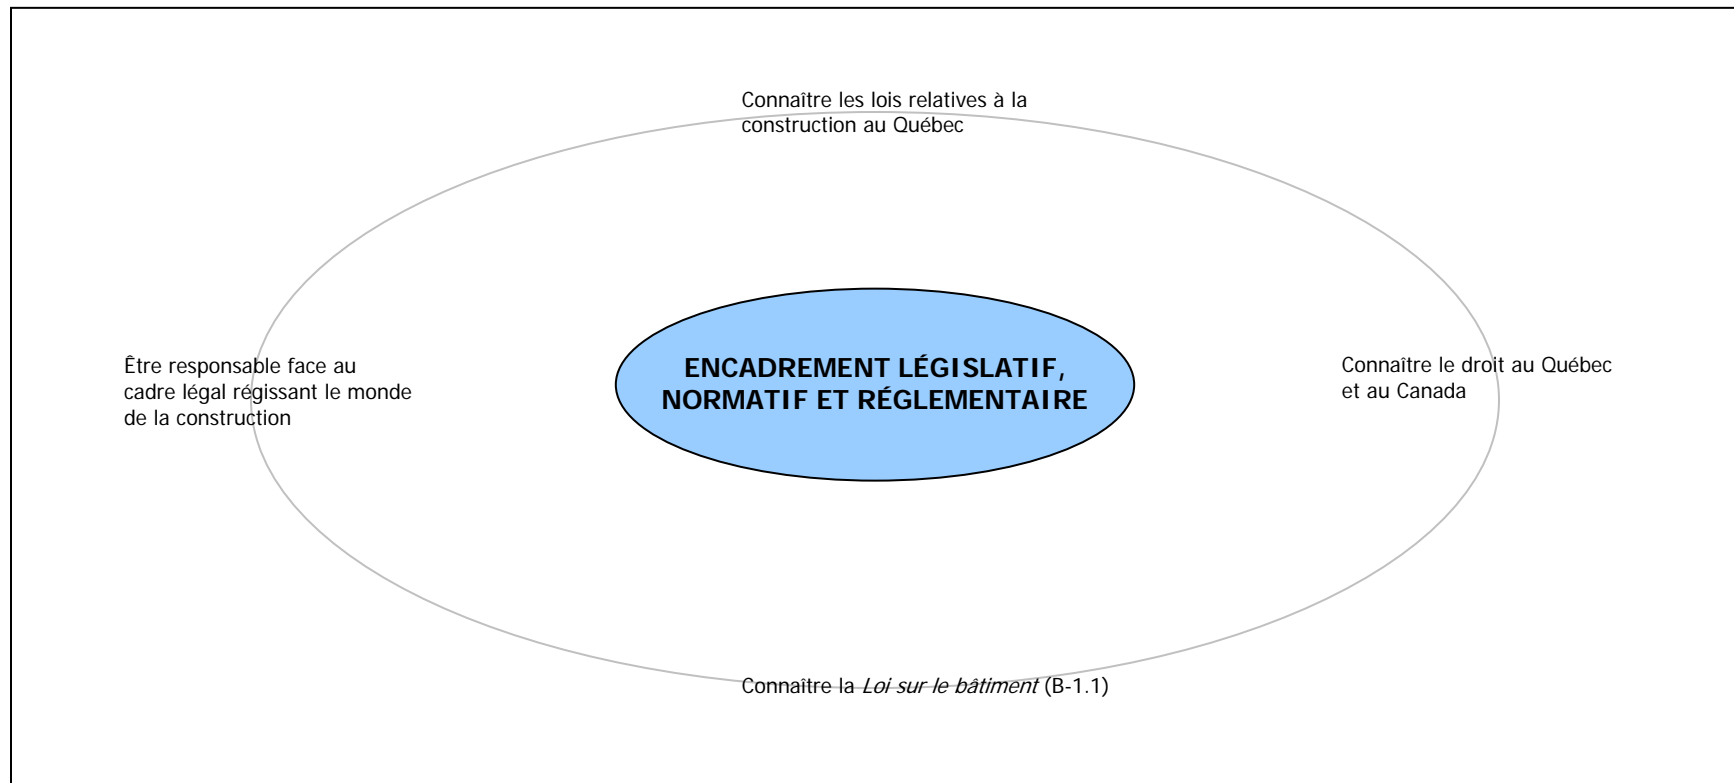 Connaître les lois relatives à la
construction au Québec
ENCADREMENT LÉGISLATIF,
NORMATIF ET RÉGLEMENTAIRE
Être responsable face au
cadre légal régissant le monde
de la construction
Connaître le droit au Québec
et au Canada
Connaître la Loi sur le bâtiment (B-1.1)